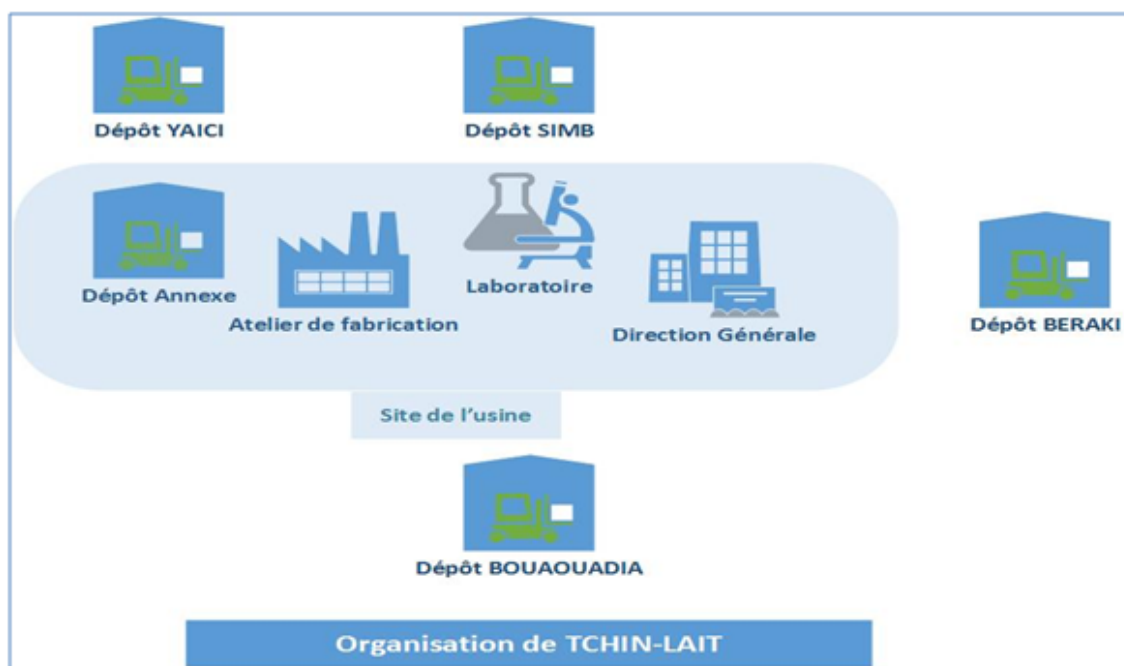 Dépôt YAICI
Dépôt SIMB
Dépôt Annexe
Atelier de fabrication
Laboratoire
Direction Générale
Dépôt BERAKI
Site de l'usine
Dépôt BOUAOUADIA
Organisation de TCHIN-LAIT